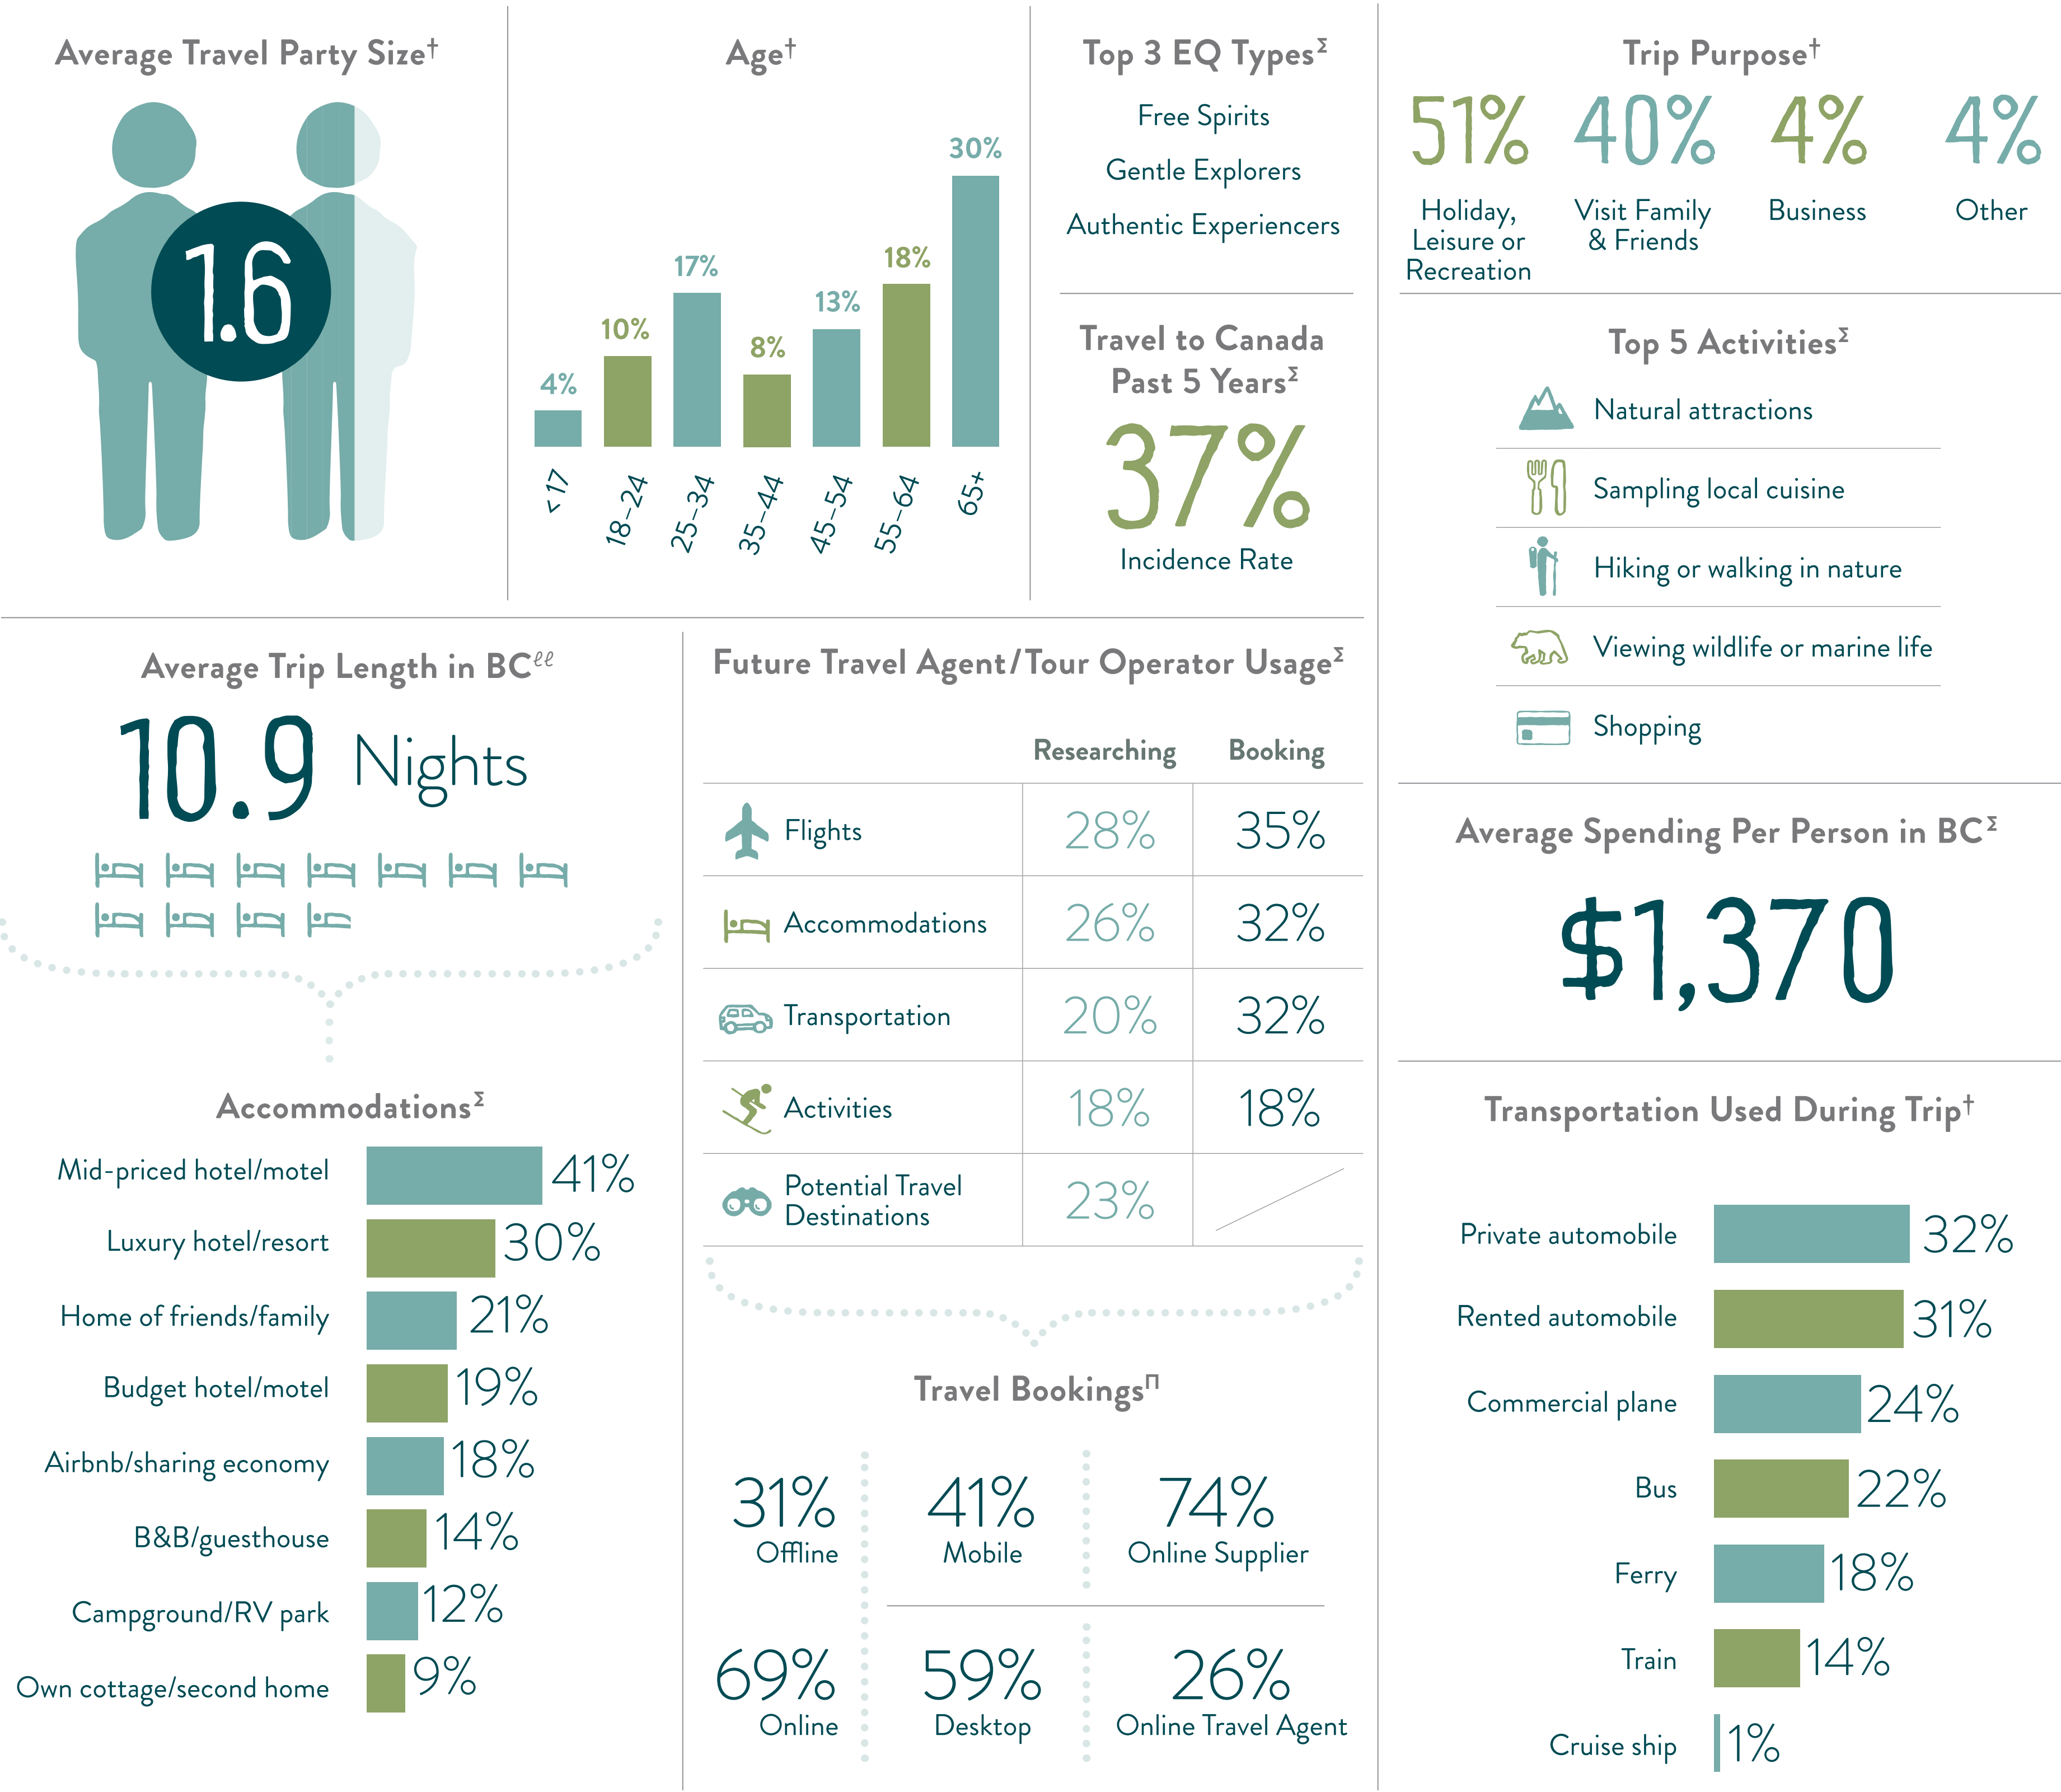 Average Travel Party Size†
1.6
Age†
4%
10%
17%
8%
13%
18%
30%
<17
18–24
25–34
35–44
45–54
55–64
65+
Top 3 EQ Types∑
Free Spirits
Gentle Explorers
Authentic Experiencers
Travel to Canada
Past 5 Years∑
37%
Incidence Rate
Trip Purpose†
51%
Holiday,
Leisure or
Recreation
40%
Visit Family
& Friends
4%
Business
4%
Other
Top 5 Activities∑
Natural attractions
Sampling local cuisine
Hiking or walking in nature
Viewing wildlife or marine life
Shopping
Average Trip Length in BCℓℓ
10.9 Nights
Accommodations∑
Mid-priced hotel/motel 41%
Luxury hotel/resort 30%
Home of friends/family 21%
Budget hotel/motel 19%
Airbnb/sharing economy 18%
B&B/guesthouse 14%
Campground/RV park 12%
Own cottage/second home 9%
Future Travel Agent/Tour Operator Usage∑
Researching Booking
Flights 28% 35%
Accommodations 26% 32%
Transportation 20% 32%
Activities 18% 18%
Potential Travel
Destinations 23%
Travel Bookings∏
31%
Offline
41%
Mobile
74%
Online Supplier
69%
Online
59%
Desktop
26%
Online Travel Agent
Average Spending Per Person in BC∑
$1,370
Transportation Used During Trip†
Private automobile 32%
Rented automobile 31%
Commercial plane 24%
Bus 22%
Ferry 18%
Train 14%
Cruise ship 1%